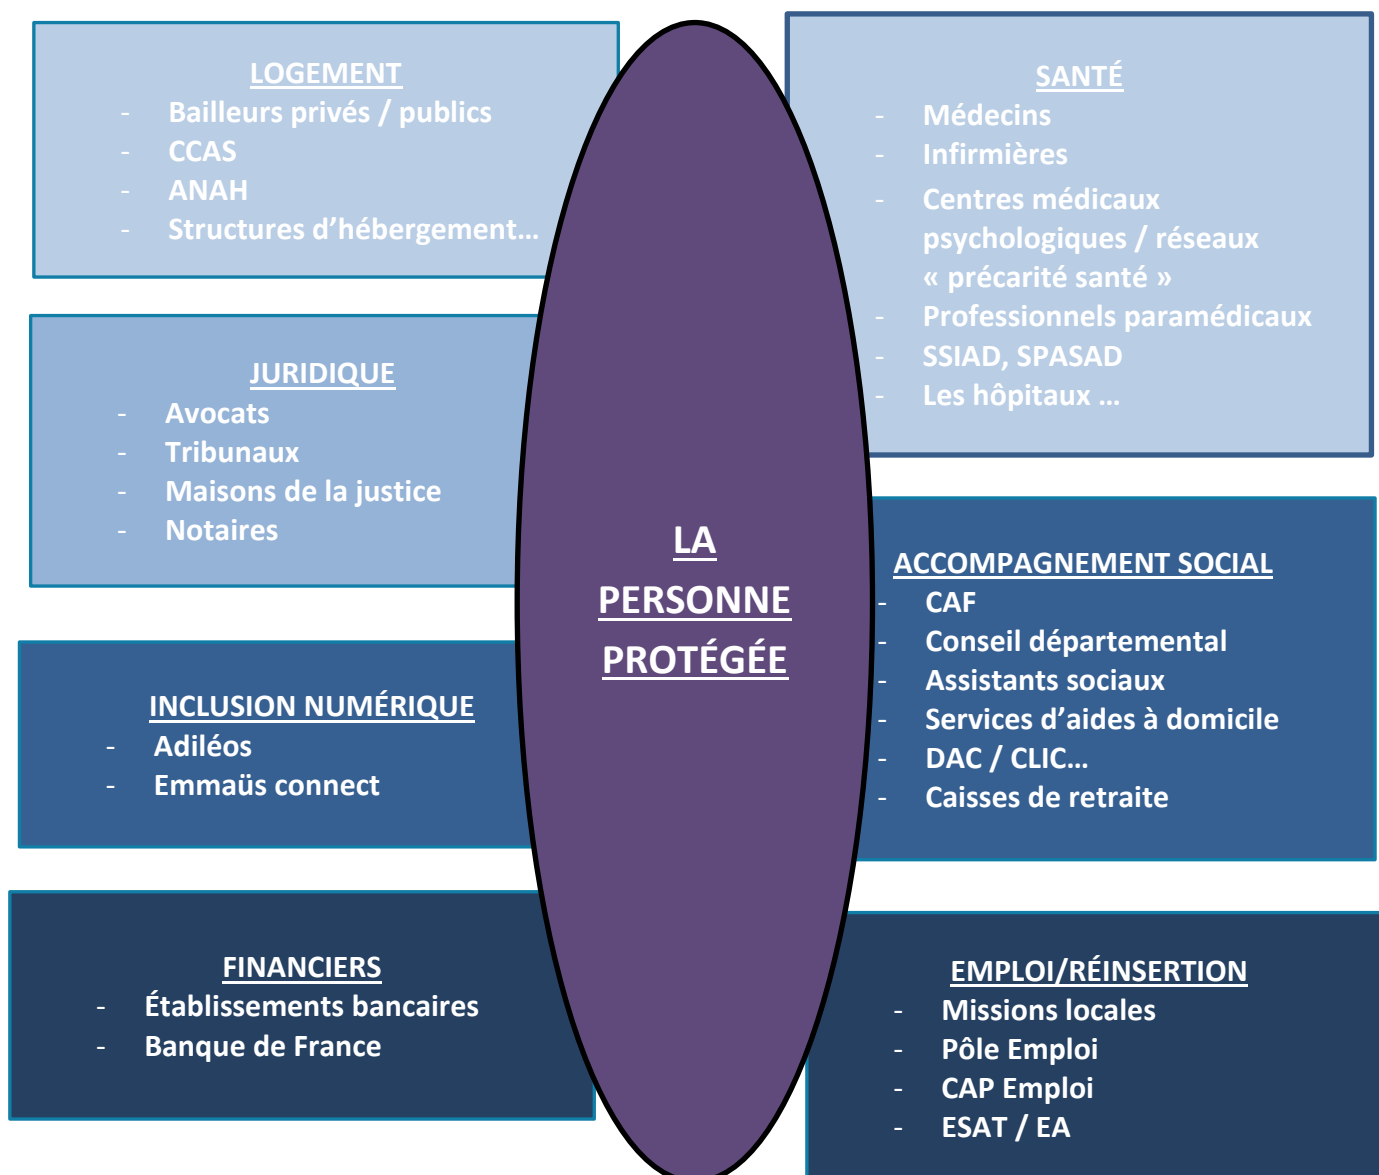 LOGEMENT
- Bailleurs privés / publics
- CCAS
- ANAH
- Structures d’hébergement…
JURIDIQUE
- Avocats
- Tribunaux
- Maisons de la justice
- Notaires
INCLUSION NUMÉRIQUE
- Adiléos
- Emmaüs connect
FINANCIERS
- Établissements bancaires
- Banque de France
LA
PERSONNE
PROTÉGÉE
SANTÉ
- Médecins
- Infirmières
- Centres médicaux
psychologiques / réseaux
« précarité santé »
- Professionnels paramédicaux
- SSIAD, SPASAD
- Les hôpitaux …
ACCOMPAGNEMENT SOCIAL
- CAF
- Conseil départemental
- Assistants sociaux
- Services d’aides à domicile
- DAC / CLIC…
- Caisses de retraite
EMPLOI/RÉINSERTION
- Missions locales
- Pôle Emploi
- CAP Emploi
- ESAT / EA